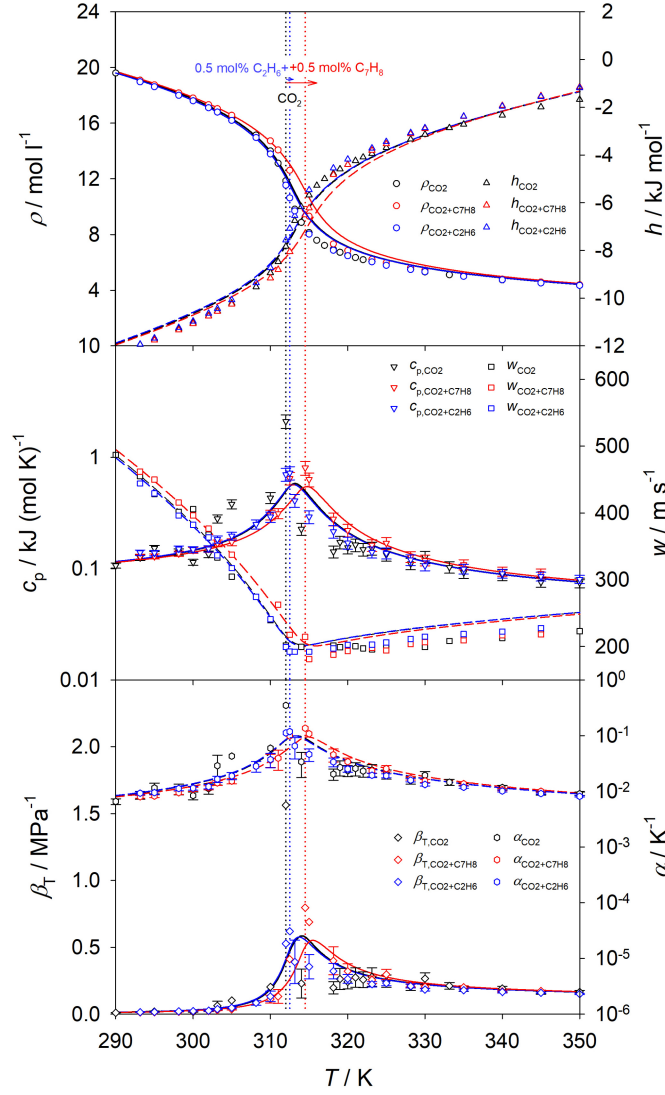 24
20
16
12
8
4
10
ρ / mol l⁻¹
2
0
-2
-4
-6
-8
-10
-12
h / kJ mol⁻¹
0.5 mol% C₂H₆+
+0.5 mol% C₇H₈
CO₂
ρCO2
ρCO2+C7H8
ρCO2+C2H6
hCO2
hCO2+C7H8
hCO2+C2H6
1
0.1
0.01
cp / kJ (mol K)⁻¹
600
500
400
300
200
w / m s⁻¹
cp,CO2
cp,CO2+C7H8
cp,CO2+C2H6
wCO2
wCO2+C7H8
wCO2+C2H6
2.0
1.5
1.0
0.5
0.0
βT / MPa⁻¹
10⁰
10⁻¹
10⁻²
10⁻³
10⁻⁴
10⁻⁵
10⁻⁶
α / K⁻¹
βT,CO2
βT,CO2+C7H8
βT,CO2+C2H6
αCO2
αCO2+C7H8
αCO2+C2H6
290 300 310 320 330 340 350
T / K